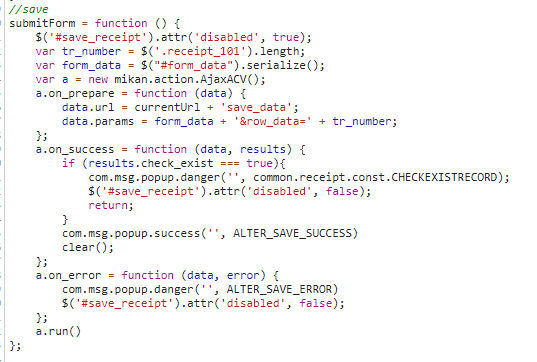 //save
submitForm = function () {
    $('#save_receipt').attr('disabled', true);
    var tr_number = $('.receipt_101').length;
    var form_data = $("#form_data").serialize();
    var a = new mikan.action.AjaxACV();
    a.on_prepare = function (data) {
        data.url = currentUrl + 'save_data';
        data.params = form_data + '&row_data=' + tr_number;
    };
    a.on_success = function (data, results) {
        if (results.check_exist === true){
            com.msg.popup.danger('', common.receipt.const.CHECKEXISTRECORD);
            $('#save_receipt').attr('disabled', false);
            return;
        }
        com.msg.popup.success('', ALTER_SAVE_SUCCESS)
        clear();
    };
    a.on_error = function (data, error) {
        com.msg.popup.danger('', ALTER_SAVE_ERROR)
        $('#save_receipt').attr('disabled', false);
    };
    a.run()
};